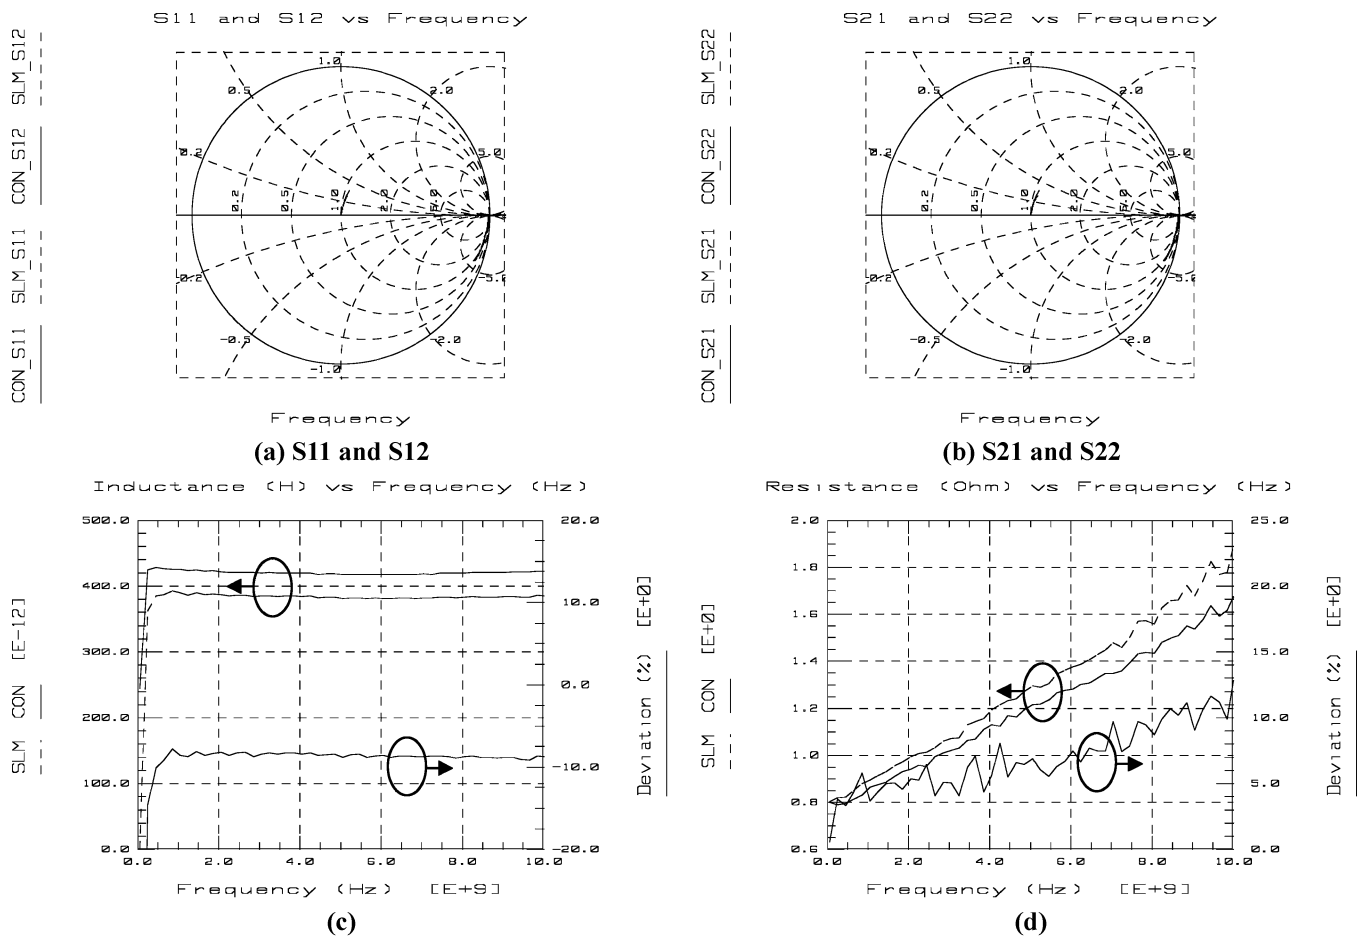 S11 and S12 vs Frequency
CON_S11 SLM_S11 CON_S12 SLM_S12
1.0
0.5
2.0
0.2
5.0
0.2 0.5 1.0 2.0 5.0
-0.2
-5.0
-0.5
-2.0
-1.0
Frequency
(a) S11 and S12
S21 and S22 vs Frequency
CON_S21 SLM_S21 CON_S22 SLM_S22
1.0
0.5
2.0
0.2
5.0
0.2 0.5 1.0 2.0 5.0
-0.2
-5.0
-0.5
-2.0
-1.0
Frequency
(b) S21 and S22
Inductance (H) vs Frequency (Hz)
SLM CON [E-12]
500.0
400.0
300.0
200.0
100.0
0.0
20.0
10.0
0.0
-10.0
-20.0
Deviation (%) [E+0]
0.0 2.0 4.0 6.0 8.0 10.0
Frequency (Hz) [E+9]
(c)
Resistance (Ohm) vs Frequency (Hz)
SLM CON [E+0]
2.0
1.8
1.6
1.4
1.2
1.0
0.8
0.6
25.0
20.0
15.0
10.0
5.0
0.0
Deviation (%) [E+0]
0.0 2.0 4.0 6.0 8.0 10.0
Frequency (Hz) [E+9]
(d)